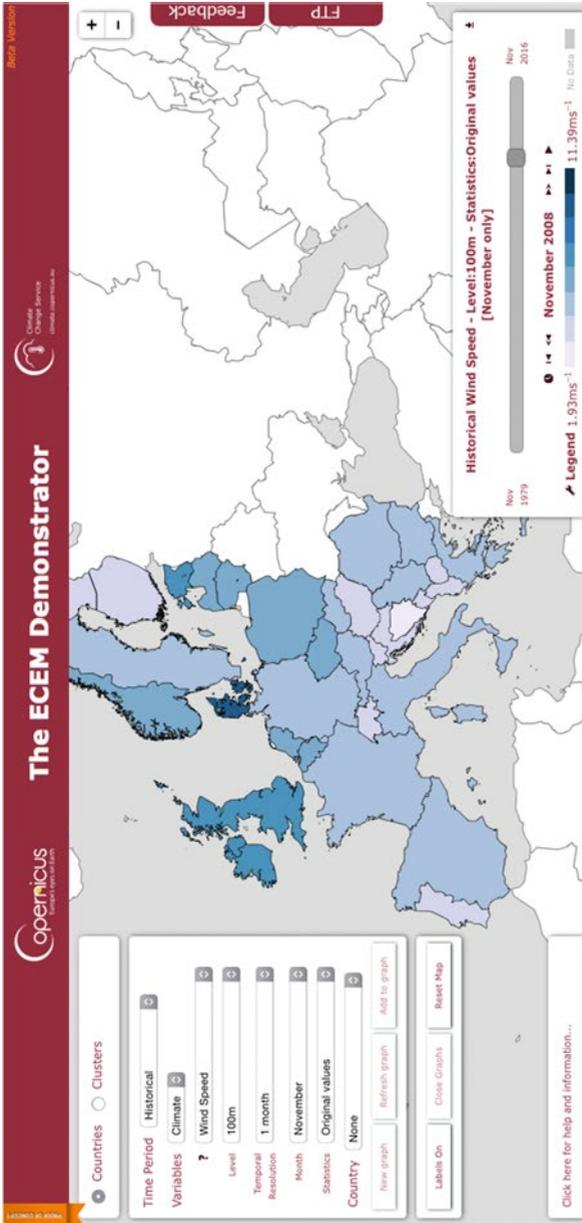 PROOF OF CONCEPT
Copernicus
Europe's eyes on Earth
The ECEM Demonstrator
Climate
Change Service
climate.copernicus.eu
Beta Version
Countries
Clusters
Time Period
Historical
Variables
Climate
?
Wind Speed
Level
100m
Temporal
Resolution
1 month
Month
November
Statistics
Original values
Country
None
New graph
Refresh graph
Add to graph
Labels On
Close Graphs
Reset Map
Click here for help and information...
+
−
Feedback
FTP
Historical Wind Speed - Level:100m - Statistics:Original values
[November only]
Nov
1979
Nov
2016
November 2008
Legend
1.93ms⁻¹
11.39ms⁻¹
No Data